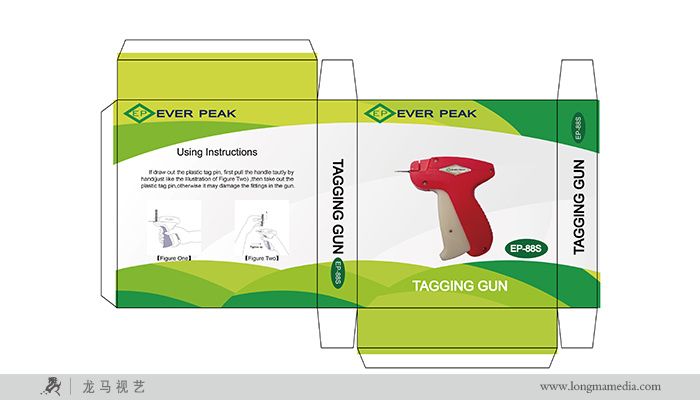 EP EVER PEAK
Using Instructions
If draw out the plastic tag pin, first pull the handle tautly by
hand(just like the illustration of Figure Two) ,then take out the
plastic tag pin,otherwise it may damage the fittings in the gun.
【Figure One】
【Figure Two】
TAGGING GUN
EP-88S
EP EVER PEAK
EP-88S
TAGGING GUN
EP-88S
TAGGING GUN
龙马视艺
www.longmamedia.com